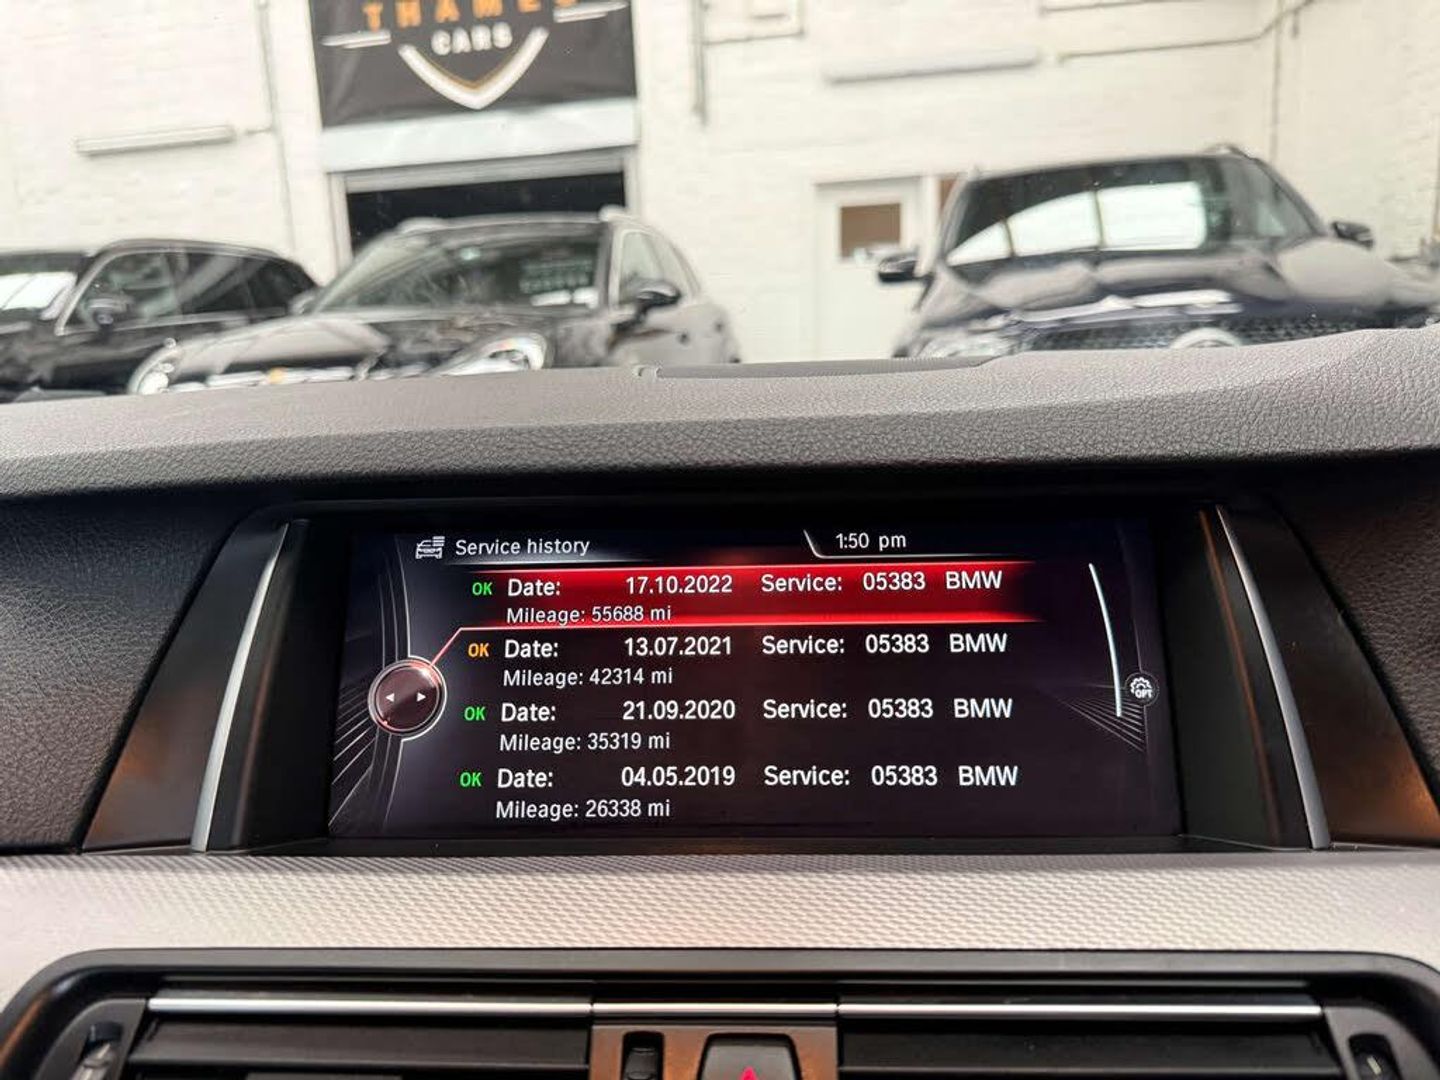 THAMES
CARS
Service history
1:50 pm
OK Date: 17.10.2022 Service: 05383 BMW
Mileage: 55688 mi
OK Date: 13.07.2021 Service: 05383 BMW
Mileage: 42314 mi
OK Date: 21.09.2020 Service: 05383 BMW
Mileage: 35319 mi
OK Date: 04.05.2019 Service: 05383 BMW
Mileage: 26338 mi
OPT